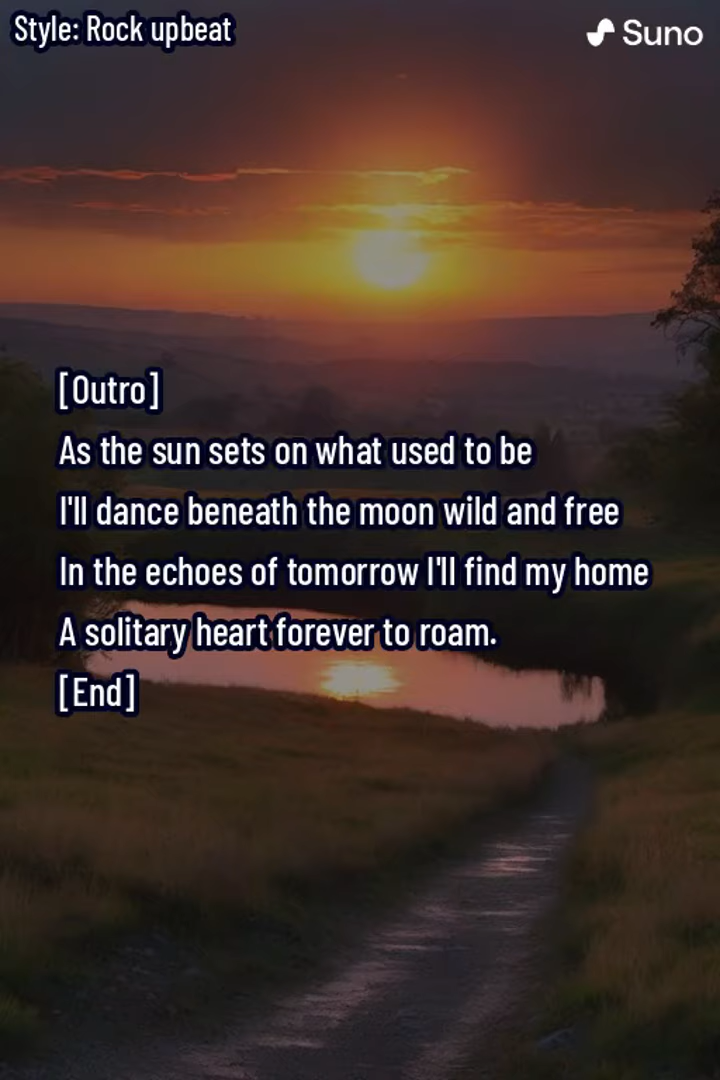 Style: Rock upbeat
Suno
[Outro]
As the sun sets on what used to be
I'll dance beneath the moon wild and free
In the echoes of tomorrow I'll find my home
A solitary heart forever to roam.
[End]